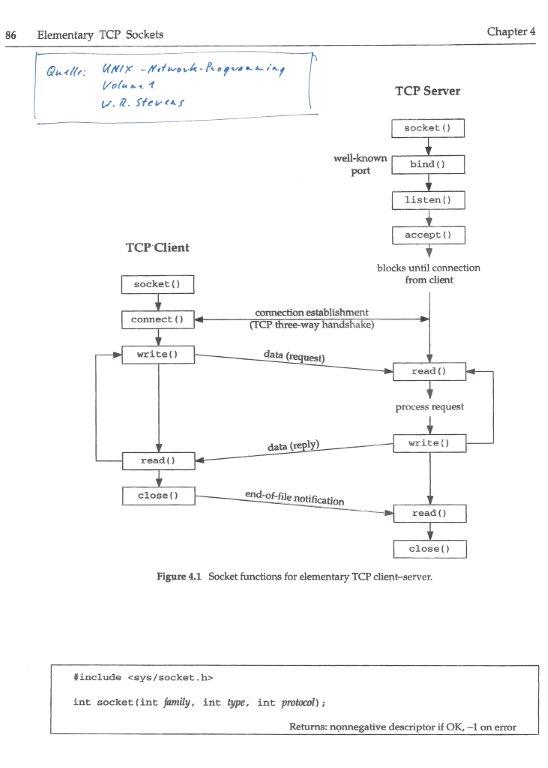 86 Elementary TCP Sockets Chapter 4
Quelle: UNIX-Network-Programming
Volume 1
W. R. Stevens
TCP Server
socket()
well-known
port
bind()
listen()
accept()
blocks until connection
from client
TCP Client
socket()
connect()
connection establishment
(TCP three-way handshake)
write()
data (request)
read()
process request
write()
data (reply)
read()
close()
end-of-file notification
read()
close()
Figure 4.1 Socket functions for elementary TCP client–server.
#include <sys/socket.h>
int socket(int family, int type, int protocol);
Returns: nonnegative descriptor if OK, –1 on error